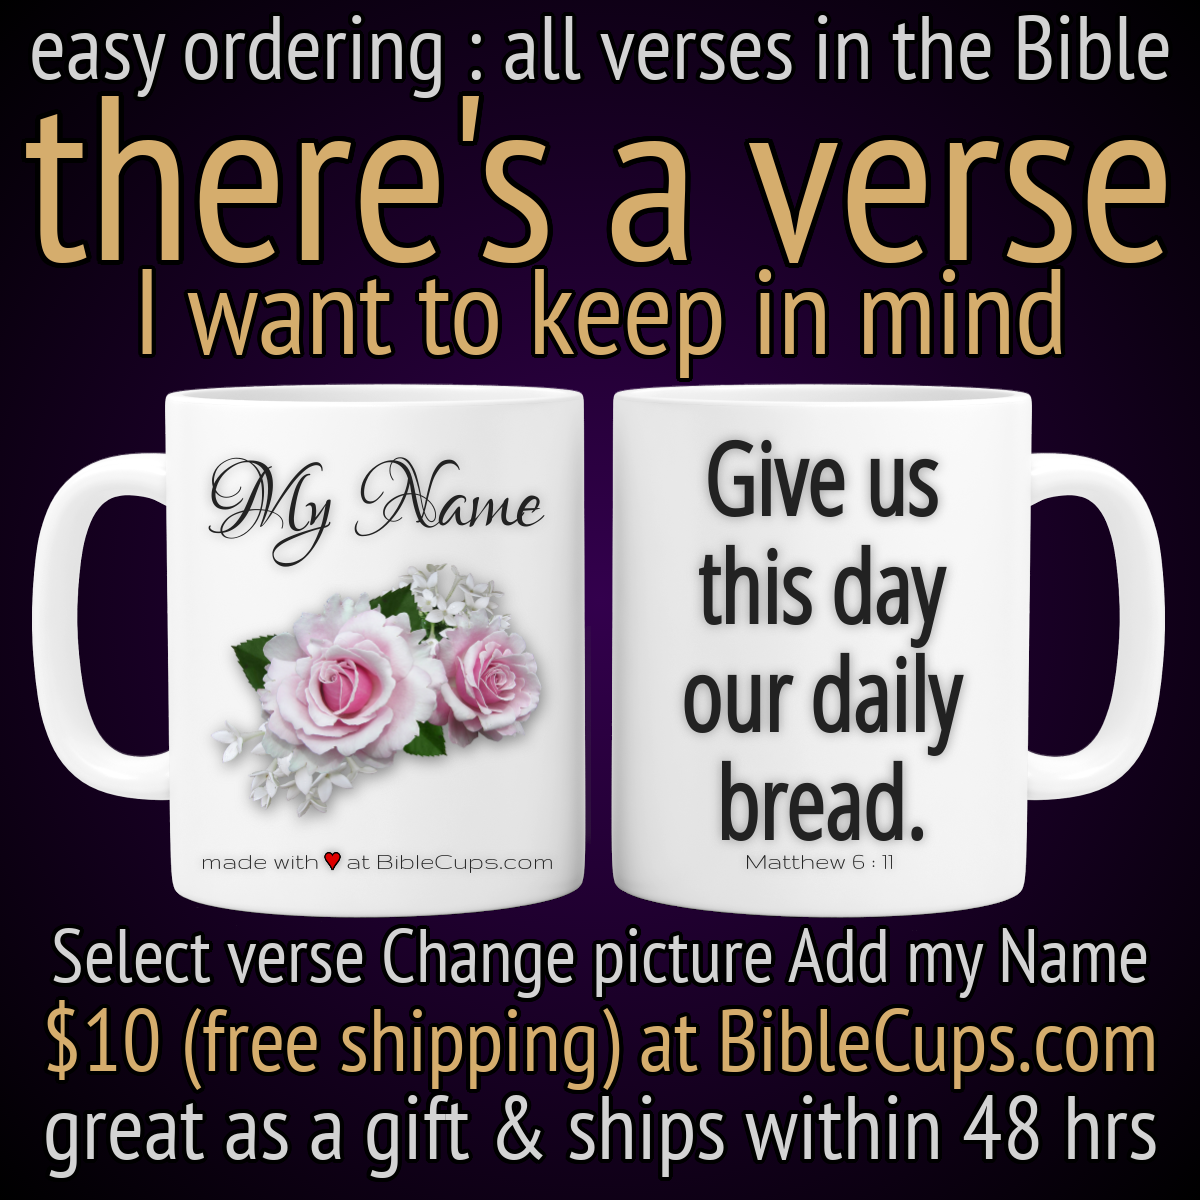 easy ordering : all verses in the Bible
there's a verse
I want to keep in mind
My Name
made with ♥ at BibleCups.com
Give us
this day
our daily
bread.
Matthew 6 : 11
Select verse Change picture Add my Name
$10 (free shipping) at BibleCups.com
great as a gift & ships within 48 hrs